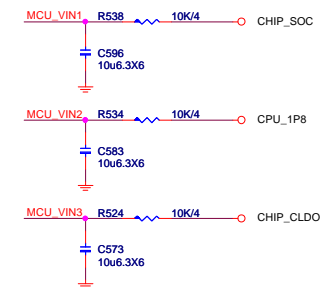 MCU_VIN1 R538 10K/4 CHIP_SOC
C596
10u6.3X6
MCU_VIN2 R534 10K/4 CPU_1P8
C583
10u6.3X6
MCU_VIN3 R524 10K/4 CHIP_CLDO
C573
10u6.3X6